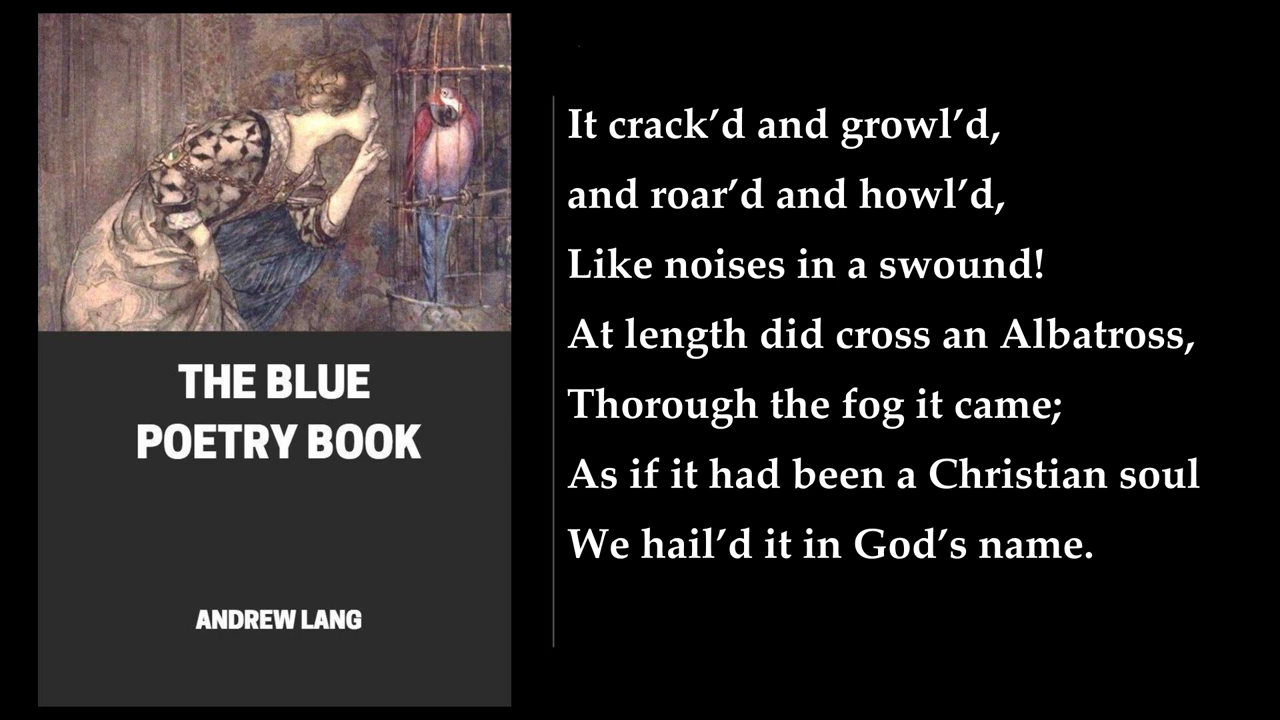 THE BLUE
POETRY BOOK
ANDREW LANG
It crack’d and growl’d,
and roar’d and howl’d,
Like noises in a swound!
At length did cross an Albatross,
Thorough the fog it came;
As if it had been a Christian soul
We hail’d it in God’s name.